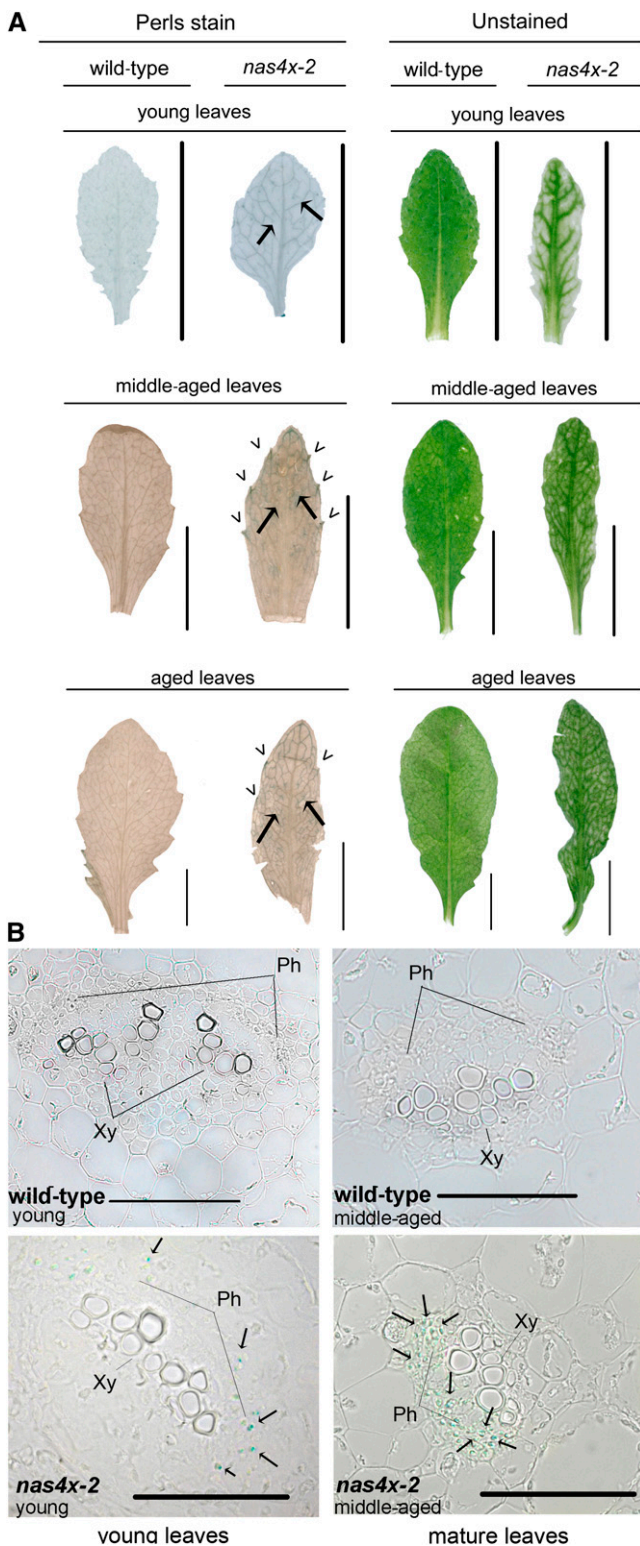 A
Perls stain Unstained
wild-type nas4x-2 wild-type nas4x-2
young leaves young leaves
middle-aged leaves middle-aged leaves
aged leaves aged leaves
B
Ph Ph
Xy Xy
wild-type wild-type
young middle-aged
Ph Xy
Xy Ph
nas4x-2 nas4x-2
young middle-aged
young leaves mature leaves